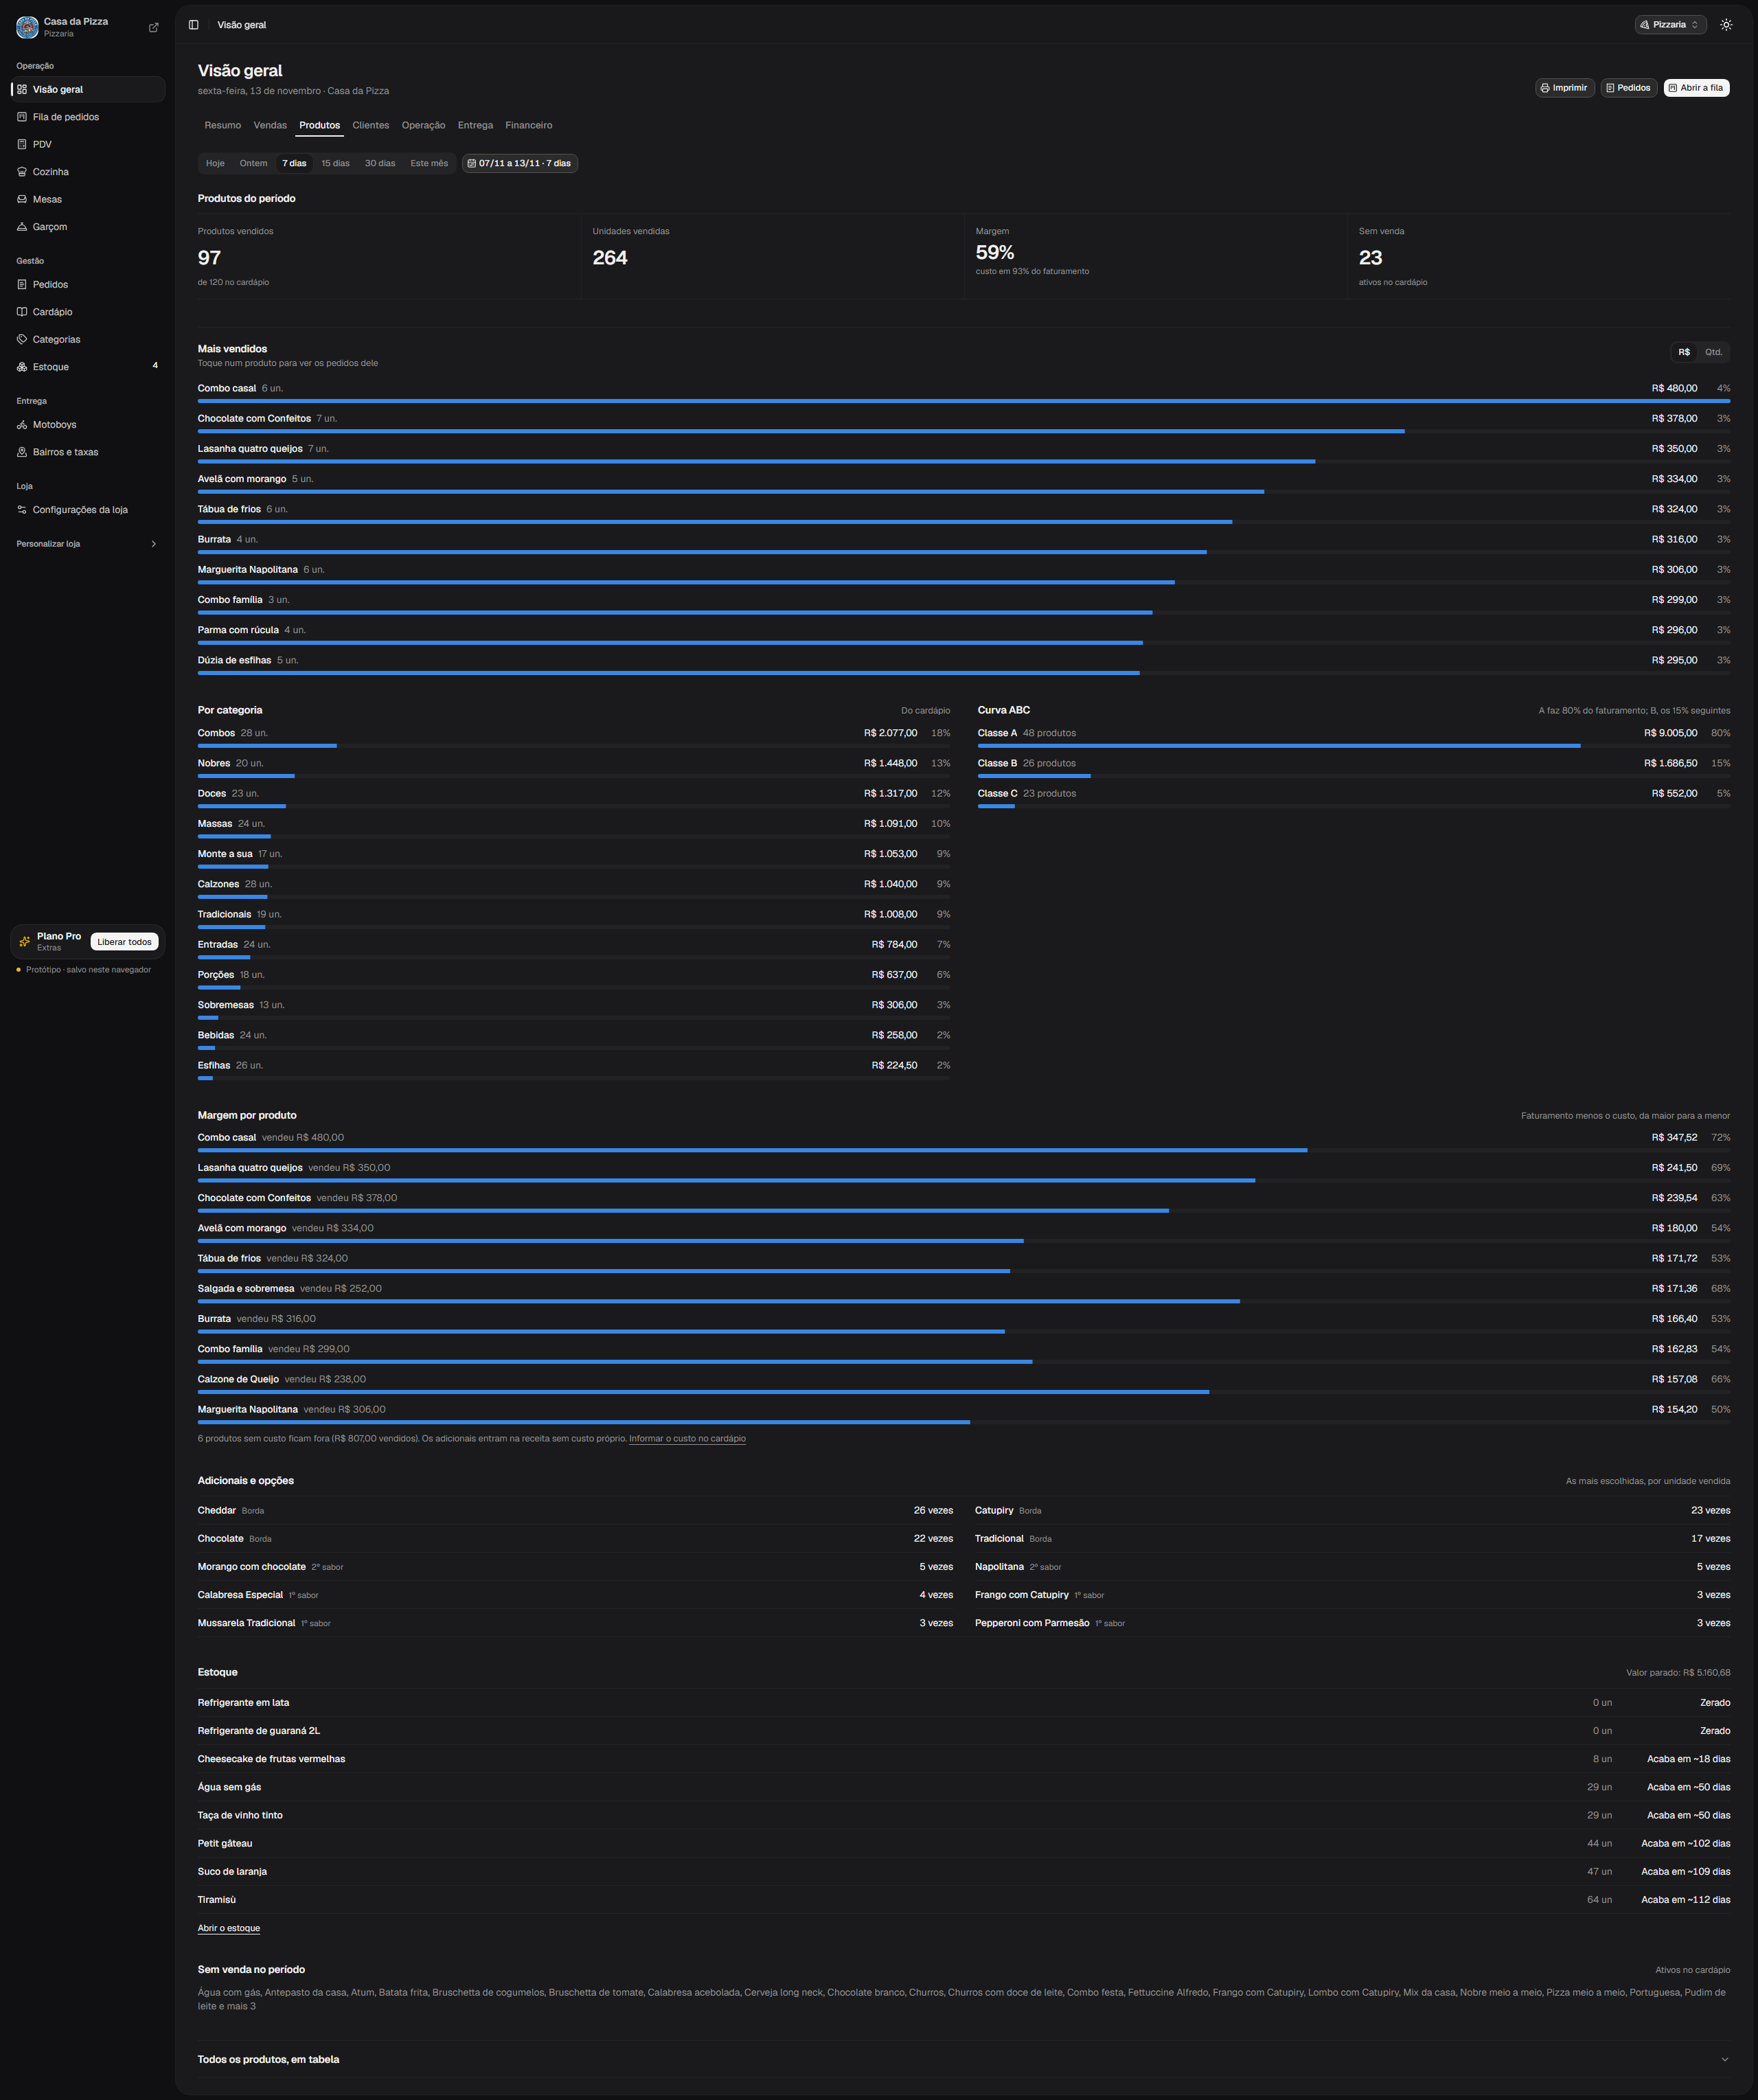 Casa da Pizza
Pizzaria
Operação
Visão geral
Fila de pedidos
PDV
Cozinha
Mesas
Garçom
Gestão
Pedidos
Cardápio
Categorias
Estoque 4
Entrega
Motoboys
Bairros e taxas
Loja
Configurações da loja
Personalizar loja
Plano Pro
Extras
Liberar todos
Protótipo · salvo neste navegador
Visão geral
Pizzaria
Visão geral
sexta-feira, 13 de novembro · Casa da Pizza
Imprimir Pedidos Abrir a fila
Resumo Vendas Produtos Clientes Operação Entrega Financeiro
Hoje Ontem 7 dias 15 dias 30 dias Este mês 07/11 a 13/11 · 7 dias
Produtos do período
Produtos vendidos
97
de 120 no cardápio
Unidades vendidas
264
Margem
59%
custo em 93% do faturamento
Sem venda
23
ativos no cardápio
Mais vendidos
Toque num produto para ver os pedidos dele
R$ Qtd.
Combo casal 6 un. R$ 480,00 4%
Chocolate com Confeitos 7 un. R$ 378,00 3%
Lasanha quatro queijos 7 un. R$ 350,00 3%
Avelã com morango 5 un. R$ 334,00 3%
Tábua de frios 6 un. R$ 324,00 3%
Burrata 4 un. R$ 316,00 3%
Marguerita Napolitana 6 un. R$ 306,00 3%
Combo família 3 un. R$ 299,00 3%
Parma com rúcula 4 un. R$ 296,00 3%
Dúzia de esfihas 5 un. R$ 295,00 3%
Por categoria Do cardápio
Combos 28 un. R$ 2.077,00 18%
Nobres 20 un. R$ 1.448,00 13%
Doces 23 un. R$ 1.317,00 12%
Massas 24 un. R$ 1.091,00 10%
Monte a sua 17 un. R$ 1.053,00 9%
Calzones 28 un. R$ 1.040,00 9%
Tradicionais 19 un. R$ 1.008,00 9%
Entradas 24 un. R$ 784,00 7%
Porções 18 un. R$ 637,00 6%
Sobremesas 13 un. R$ 306,00 3%
Bebidas 24 un. R$ 258,00 2%
Esfihas 26 un. R$ 224,50 2%
Curva ABC A faz 80% do faturamento; B, os 15% seguintes
Classe A 48 produtos R$ 9.005,00 80%
Classe B 26 produtos R$ 1.686,50 15%
Classe C 23 produtos R$ 552,00 5%
Margem por produto Faturamento menos o custo, da maior para a menor
Combo casal vendeu R$ 480,00 R$ 347,52 72%
Lasanha quatro queijos vendeu R$ 350,00 R$ 241,50 69%
Chocolate com Confeitos vendeu R$ 378,00 R$ 239,54 63%
Avelã com morango vendeu R$ 334,00 R$ 180,00 54%
Tábua de frios vendeu R$ 324,00 R$ 171,72 53%
Salgada e sobremesa vendeu R$ 252,00 R$ 171,36 68%
Burrata vendeu R$ 316,00 R$ 166,40 53%
Combo família vendeu R$ 299,00 R$ 162,83 54%
Calzone de Queijo vendeu R$ 238,00 R$ 157,08 66%
Marguerita Napolitana vendeu R$ 306,00 R$ 154,20 50%
6 produtos sem custo ficam fora (R$ 807,00 vendidos). Os adicionais entram na receita sem custo próprio. Informar o custo no cardápio
Adicionais e opções As mais escolhidas, por unidade vendida
Cheddar Borda 26 vezes Catupiry Borda 23 vezes
Chocolate Borda 22 vezes Tradicional Borda 17 vezes
Morango com chocolate 2º sabor 5 vezes Napolitana 2º sabor 5 vezes
Calabresa Especial 1º sabor 4 vezes Frango com Catupiry 1º sabor 3 vezes
Mussarela Tradicional 1º sabor 3 vezes Pepperoni com Parmesão 1º sabor 3 vezes
Estoque Valor parado: R$ 5.160,68
Refrigerante em lata 0 un Zerado
Refrigerante de guaraná 2L 0 un Zerado
Cheesecake de frutas vermelhas 8 un Acaba em ~18 dias
Água sem gás 29 un Acaba em ~50 dias
Taça de vinho tinto 29 un Acaba em ~50 dias
Petit gâteau 44 un Acaba em ~102 dias
Suco de laranja 47 un Acaba em ~109 dias
Tiramisù 64 un Acaba em ~112 dias
Abrir o estoque
Sem venda no período Ativos no cardápio
Água com gás, Antepasto da casa, Atum, Batata frita, Bruschetta de cogumelos, Bruschetta de tomate, Calabresa acebolada, Cerveja long neck, Chocolate branco, Churros, Churros com doce de leite, Combo festa, Fettuccine Alfredo, Frango com Catupiry, Lombo com Catupiry, Mix da casa, Nobre meio a meio, Pizza meio a meio, Portuguesa, Pudim de
leite e mais 3
Todos os produtos, em tabela